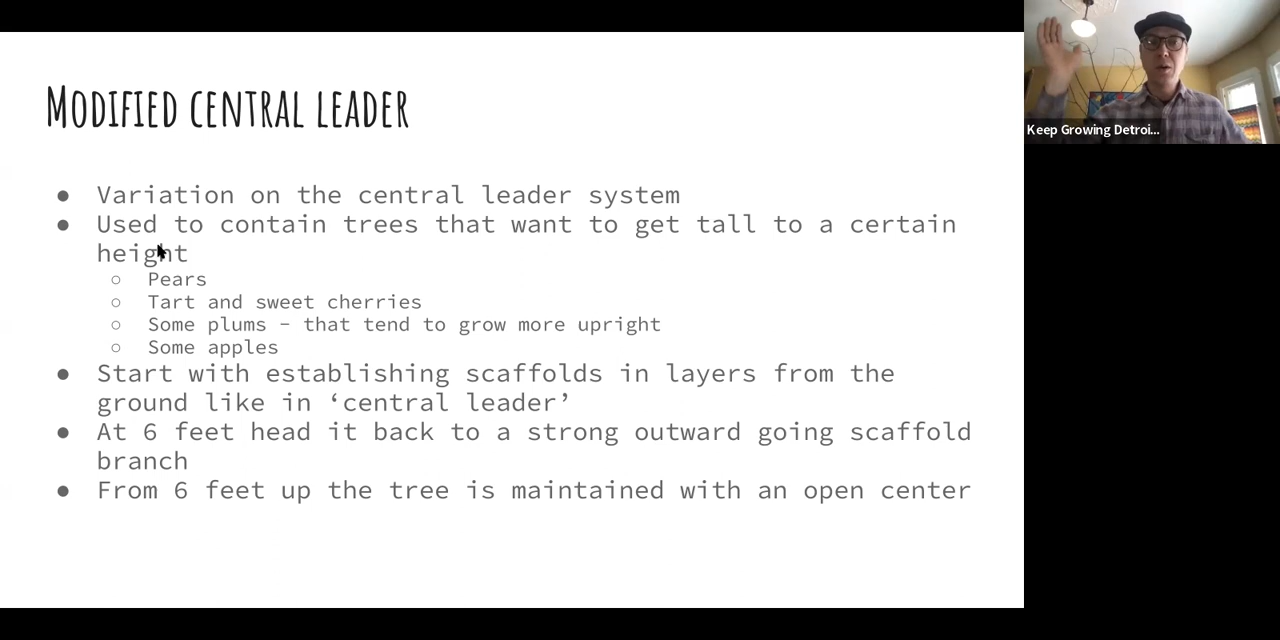 Modified central leader
● Variation on the central leader system
● Used to contain trees that want to get tall to a certain
height
○ Pears
○ Tart and sweet cherries
○ Some plums – that tend to grow more upright
○ Some apples
● Start with establishing scaffolds in layers from the
ground like in ‘central leader’
● At 6 feet head it back to a strong outward going scaffold
branch
● From 6 feet up the tree is maintained with an open center
Keep Growing Detroi...